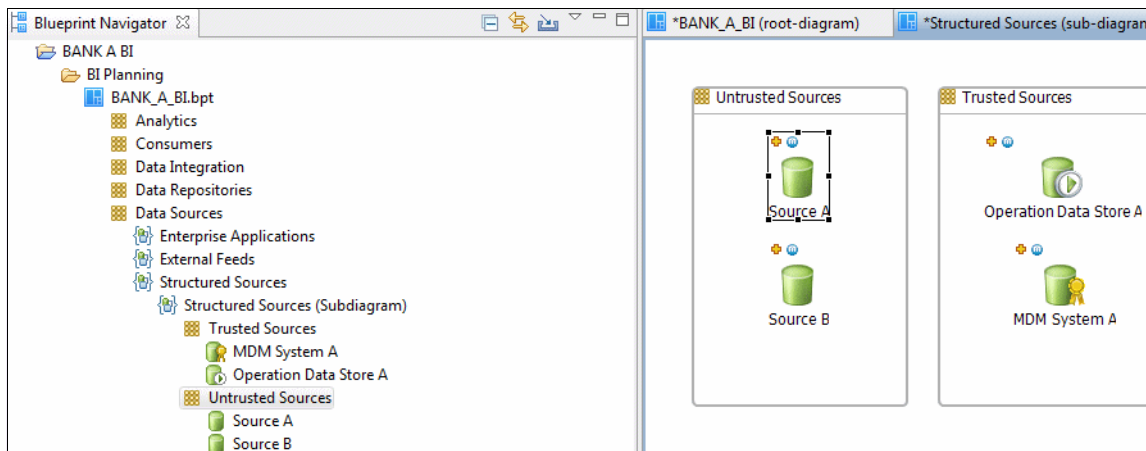 Blueprint Navigator
BANK A BI
BI Planning
BANK_A_BI.bpt
Analytics
Consumers
Data Integration
Data Repositories
Data Sources
Enterprise Applications
External Feeds
Structured Sources
Structured Sources (Subdiagram)
Trusted Sources
MDM System A
Operation Data Store A
Untrusted Sources
Source A
Source B
*BANK_A_BI (root-diagram)
*Structured Sources (sub-diagram
Untrusted Sources
Source A
Source B
Trusted Sources
Operation Data Store A
MDM System A